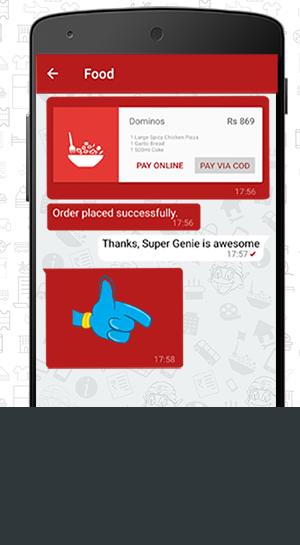 Food
Dominos Rs 869
1 Large Spicy Chicken Pizza
1 Garlic Bread
1 500ml Coke
PAY ONLINE PAY VIA COD
17:56
Order placed successfully.
17:56
Thanks, Super Genie is awesome
17:57
17:58